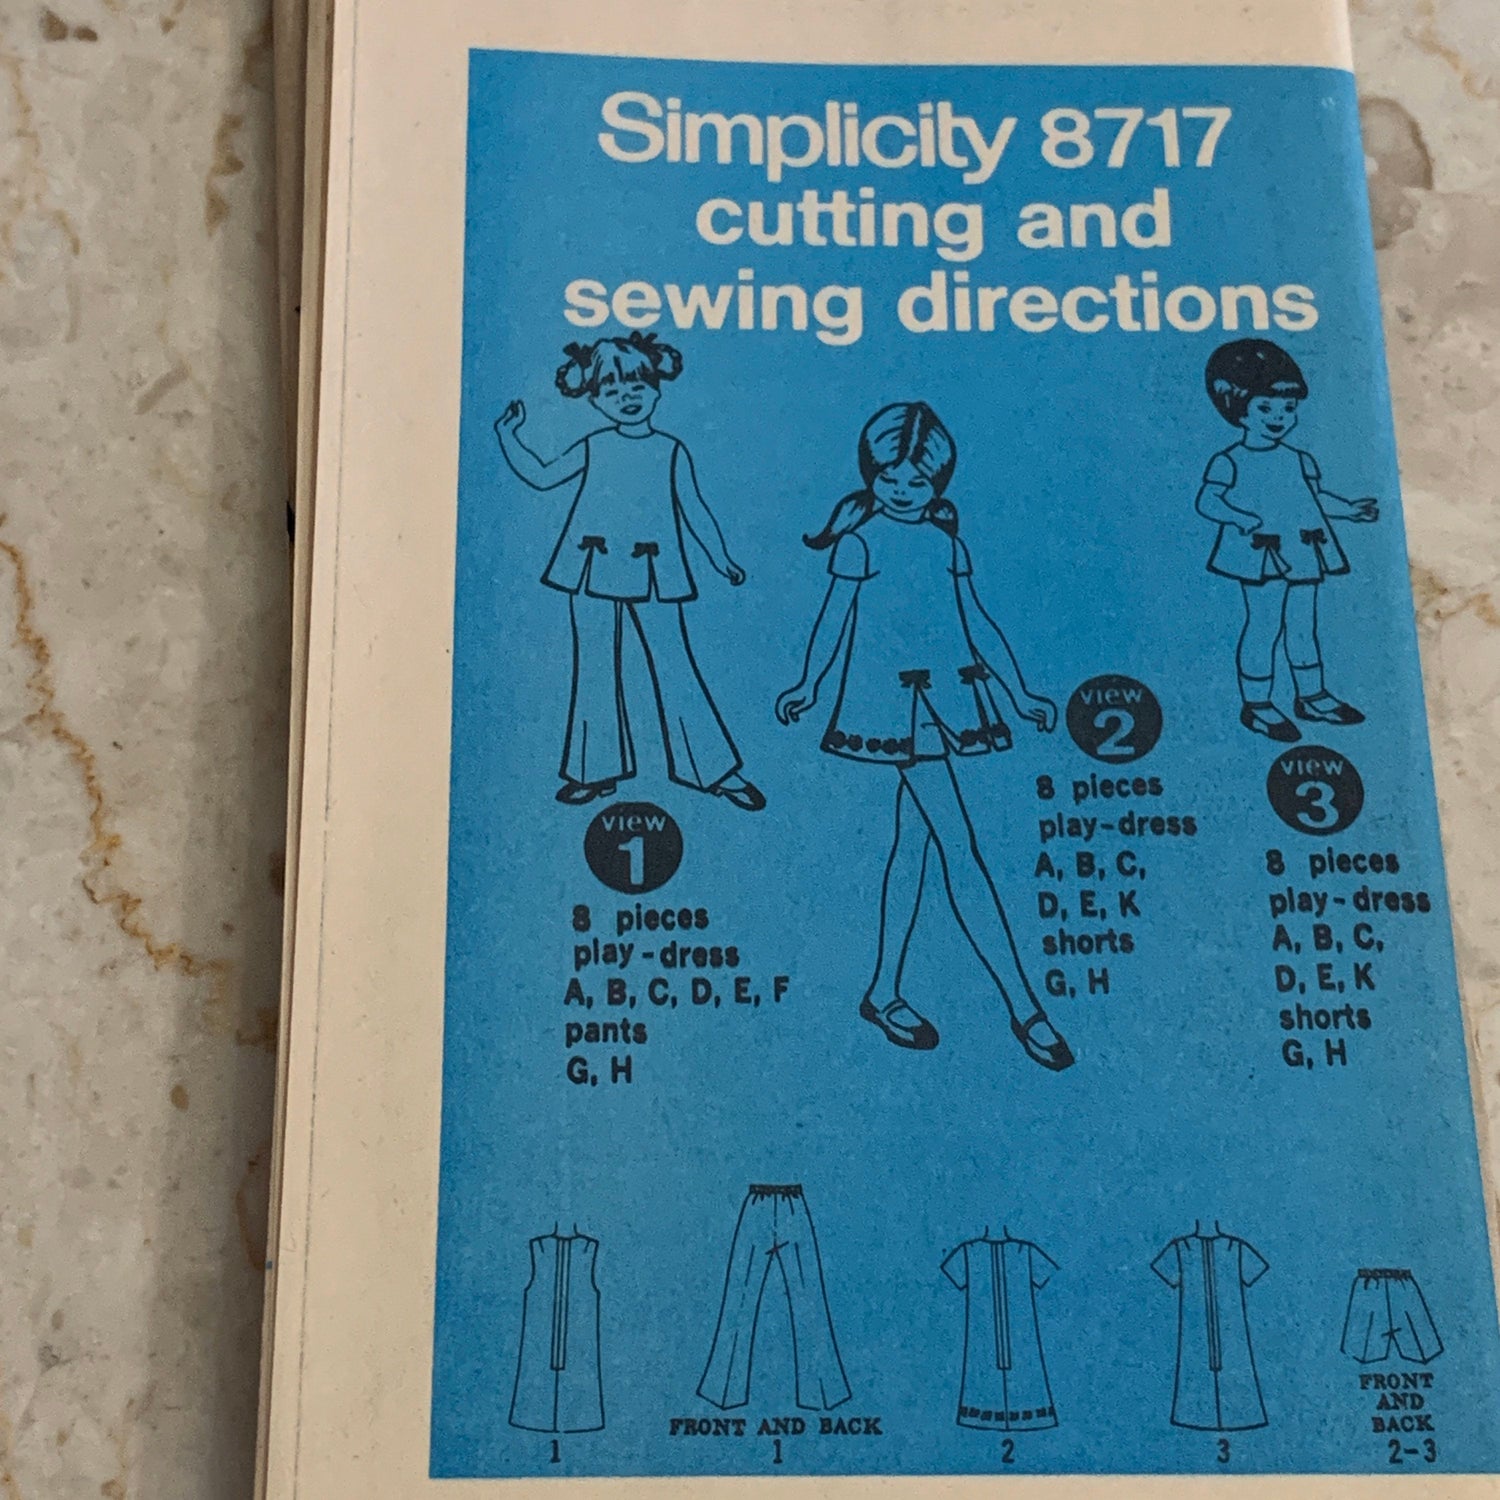 Simplicity 8717
cutting and
sewing directions
view
1
8 pieces
play-dress
A, B, C, D, E, F
pants
G, H
view
2
8 pieces
play-dress
A, B, C,
D, E, K
shorts
G, H
view
3
8 pieces
play-dress
A, B, C,
D, E, K
shorts
G, H
1
FRONT AND BACK
1
2
3
FRONT
AND
BACK
2-3